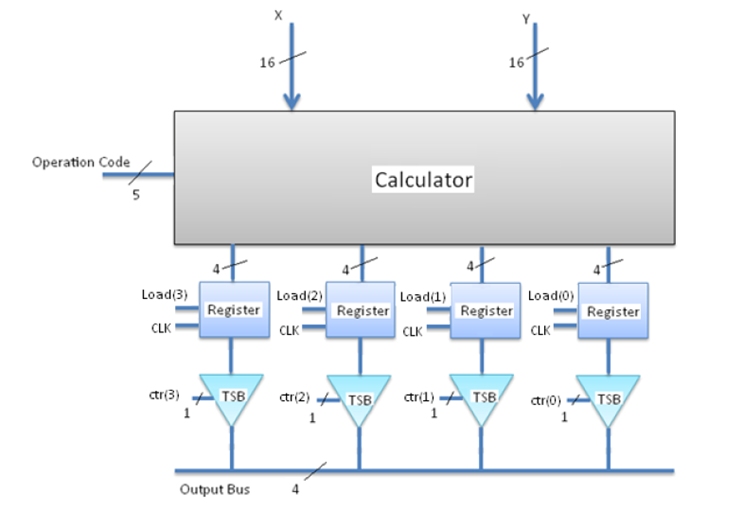 X
Y
16
16
Operation Code
5
Calculator
4
4
4
4
Load(3)
Load(2)
Load(1)
Load(0)
Register
Register
Register
Register
CLK
CLK
CLK
CLK
ctr(3)
ctr(2)
ctr(1)
ctr(0)
TSB
TSB
TSB
TSB
1
1
1
1
Output Bus
4